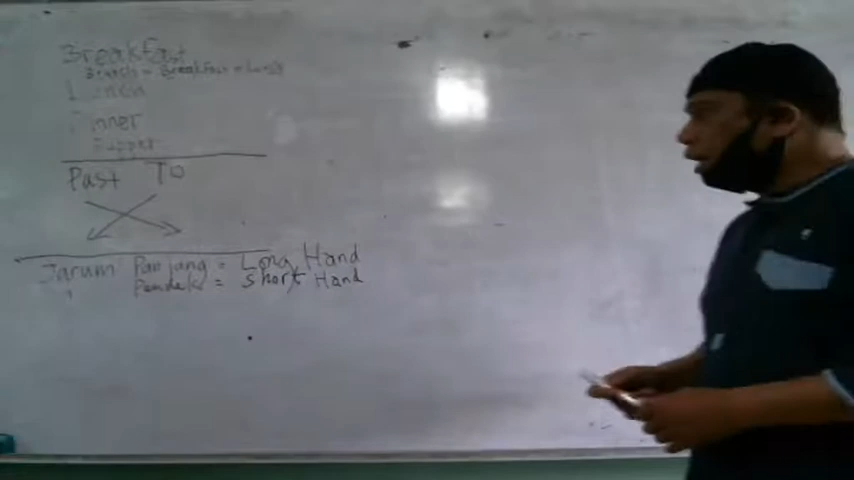 Breakfast
Brunch = Breakfast + Lunch
Lunch
Dinner
Supper
Past To
Jarum Panjang = Long Hand
Pendek = Short Hand